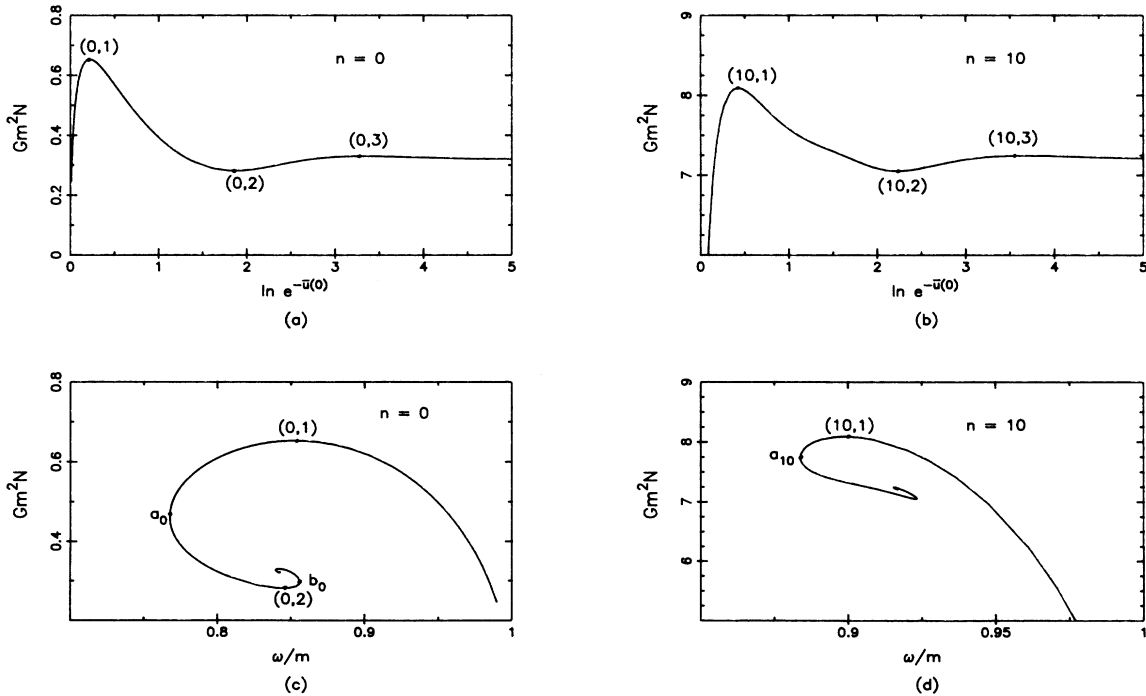 0.8
0.6
0.4
0.2
0
Gm²N
(0,1)
n = 0
(0,3)
(0,2)
0 1 2 3 4 5
ln e^{-ū(0)}
(a)
9
8
7
Gm²N
(10,1)
n = 10
(10,3)
(10,2)
0 1 2 3 4 5
ln e^{-ū(0)}
(b)
0.8
0.6
0.4
Gm²N
(0,1)
n = 0
a₀
b₀
(0,2)
0.8 0.9 1
ω/m
(c)
9
8
7
6
Gm²N
(10,1)
n = 10
a₁₀
0.9 0.95 1
ω/m
(d)